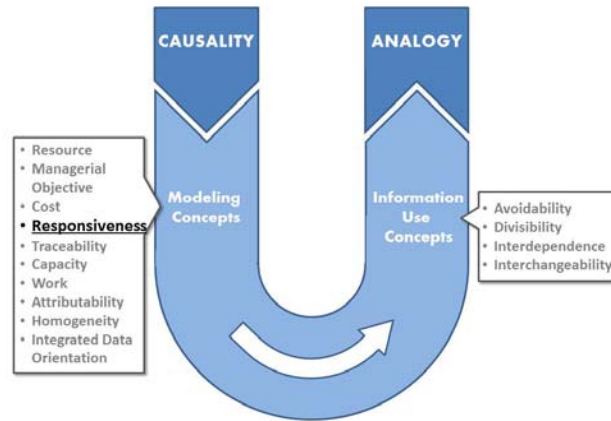 CAUSALITY
ANALOGY
• Resource
• Managerial
Objective
• Cost
• Responsiveness
• Traceability
• Capacity
• Work
• Attributability
• Homogeneity
• Integrated Data
Orientation
Modeling
Concepts
Information
Use
Concepts
• Avoidability
• Divisibility
• Interdependence
• Interchangeability